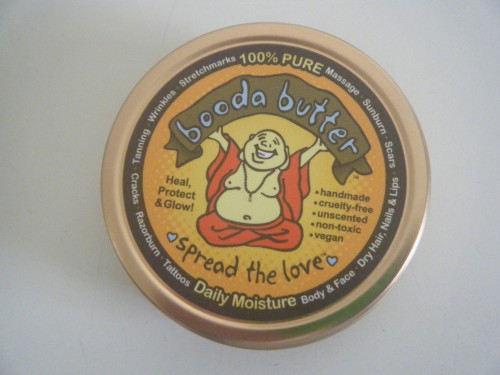 100% PURE
Massage · Sunburn · Scars · Dry Hair, Nails & Lips · Body & Face ·
Daily Moisture
Tattoos · Razorburn · Cracks · Tanning · Wrinkles · Stretchmarks
booda butter
TM
Heal,
Protect
& Glow!
• handmade
• cruelty-free
• unscented
• non-toxic
• vegan
spread the love